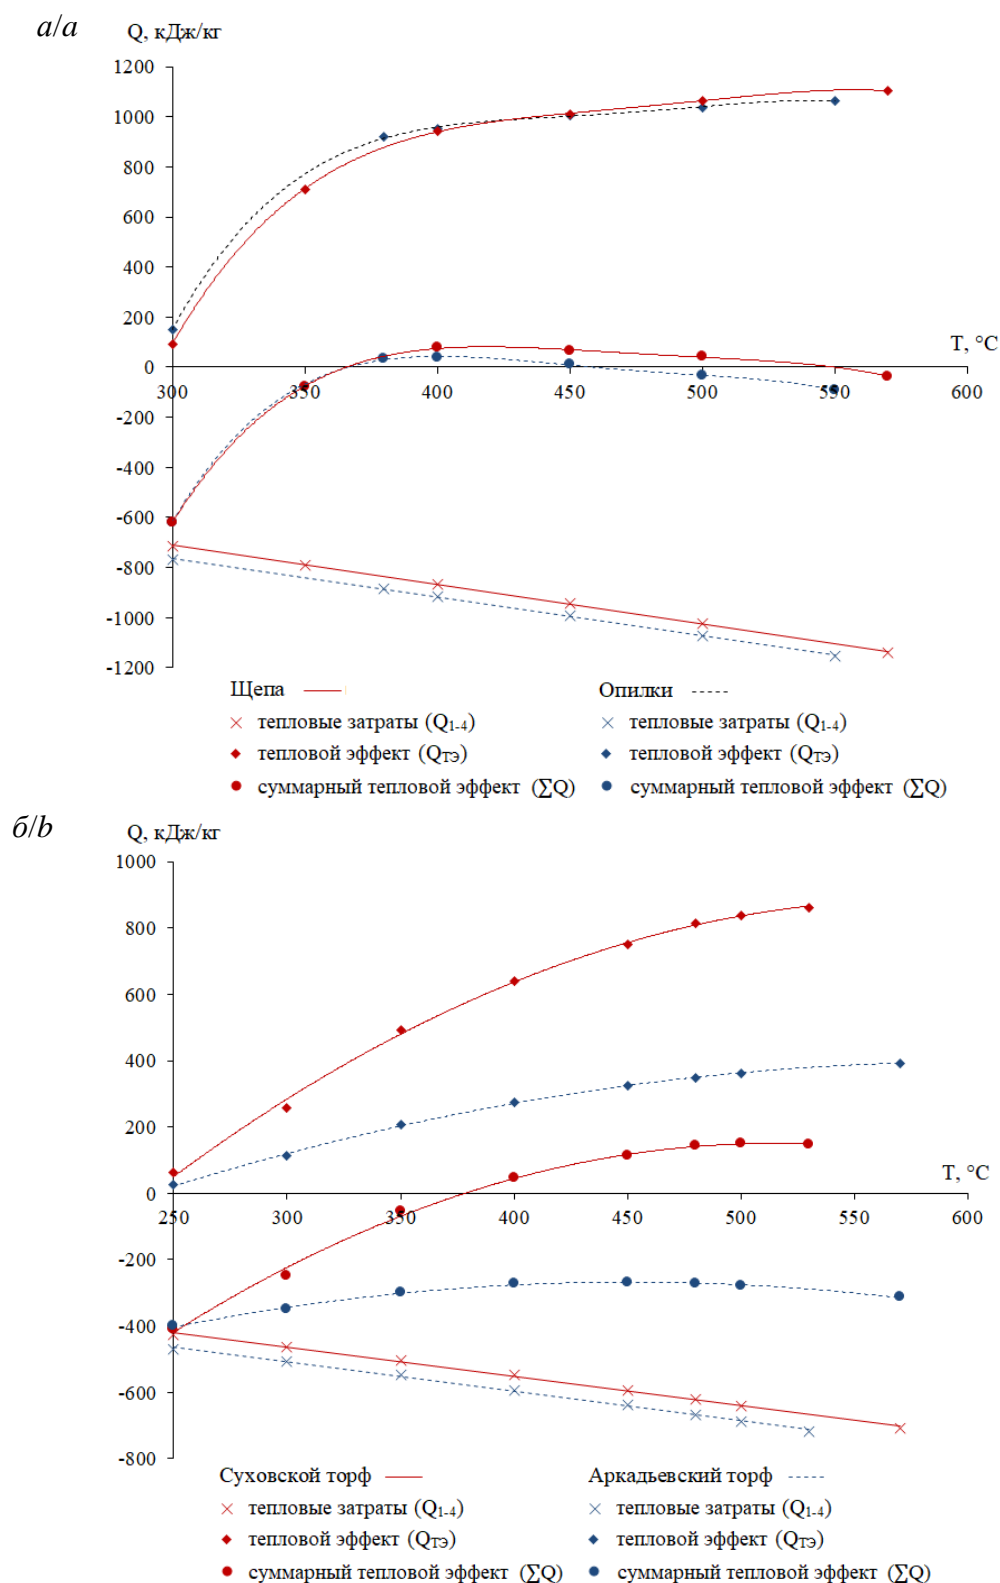 а/a
Q, кДж/кг
1200
1000
800
600
400
200
0
-200
-400
-600
-800
-1000
-1200
T, °C
300 350 400 450 500 550 600
Щепа Опилки
тепловые затраты (Q1-4) тепловые затраты (Q1-4)
тепловой эффект (QТЭ) тепловой эффект (QТЭ)
суммарный тепловой эффект (∑Q) суммарный тепловой эффект (∑Q)
б/b
Q, кДж/кг
1000
800
600
400
200
0
-200
-400
-600
-800
T, °C
250 300 350 400 450 500 550 600
Суховской торф Аркадьевский торф
тепловые затраты (Q1-4) тепловые затраты (Q1-4)
тепловой эффект (QТЭ) тепловой эффект (QТЭ)
суммарный тепловой эффект (∑Q) суммарный тепловой эффект (∑Q)